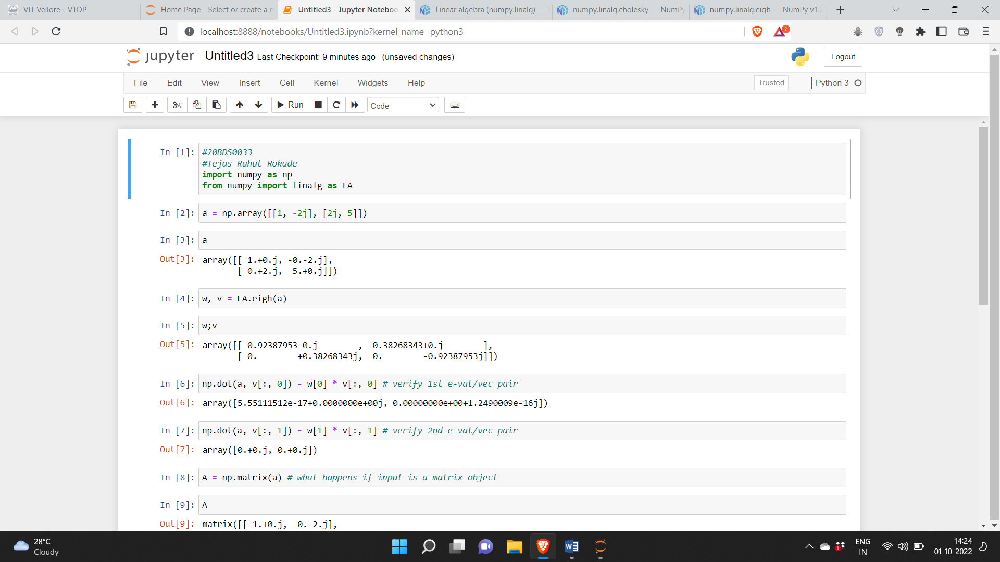 VIT Vellore - VTOP
Home Page - Select or create a n
Untitled3 - Jupyter Noteboo
Linear algebra (numpy.linalg) —
numpy.linalg.cholesky — NumPy
numpy.linalg.eigh — NumPy v1.2
localhost:8888/notebooks/Untitled3.ipynb?kernel_name=python3
2
jupyter Untitled3 Last Checkpoint: 9 minutes ago (unsaved changes)
Logout
File Edit View Insert Cell Kernel Widgets Help
Trusted
Python 3
Run
Code
In [1]: #20BDS0033
#Tejas Rahul Rokade
import numpy as np
from numpy import linalg as LA
In [2]: a = np.array([[1, -2j], [2j, 5]])
In [3]: a
Out[3]: array([[ 1.+0.j, -0.-2.j],
[ 0.+2.j,  5.+0.j]])
In [4]: w, v = LA.eigh(a)
In [5]: w;v
Out[5]: array([[-0.92387953-0.j        , -0.38268343+0.j        ],
[ 0.        +0.38268343j,  0.        -0.92387953j]])
In [6]: np.dot(a, v[:, 0]) - w[0] * v[:, 0] # verify 1st e-val/vec pair
Out[6]: array([5.55111512e-17+0.0000000e+00j, 0.00000000e+00+1.2490009e-16j])
In [7]: np.dot(a, v[:, 1]) - w[1] * v[:, 1] # verify 2nd e-val/vec pair
Out[7]: array([0.+0.j, 0.+0.j])
In [8]: A = np.matrix(a) # what happens if input is a matrix object
In [9]: A
Out[9]: matrix([[ 1.+0.j, -0.-2.j],
28°C
Cloudy
1
ENG
IN
14:24
01-10-2022